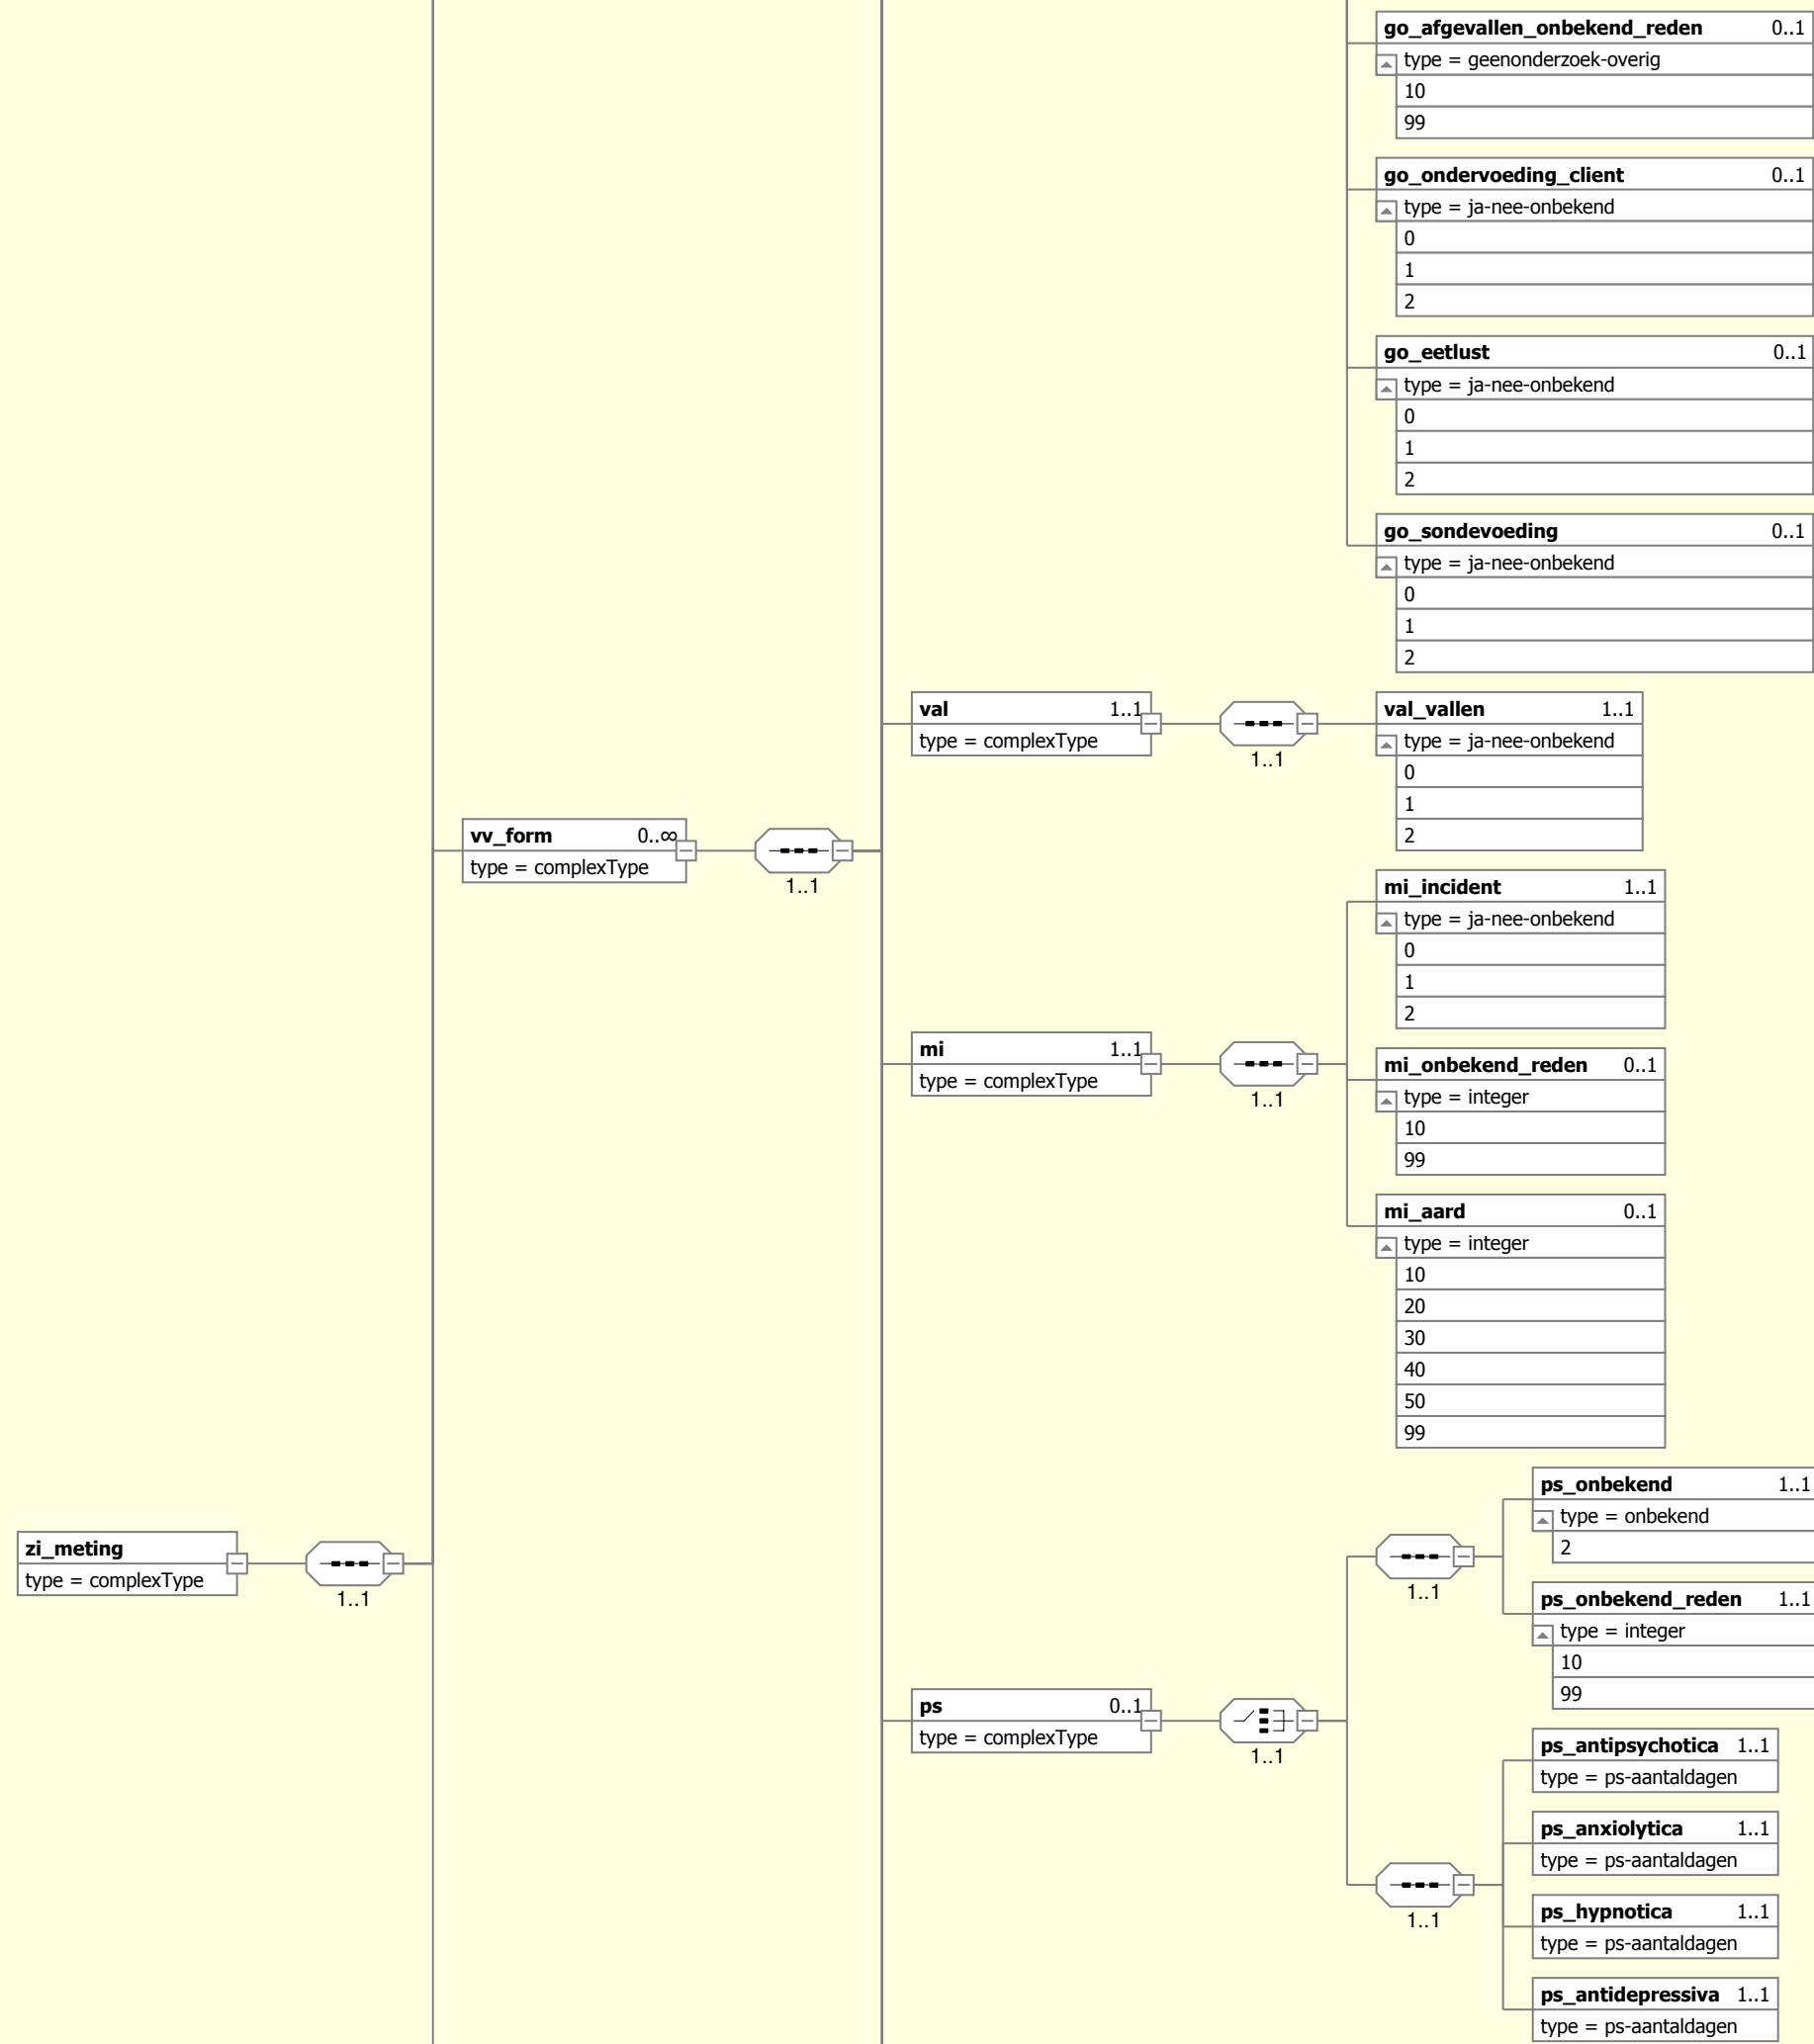 go_afgevallen_onbekend_reden 0..1
type = geenonderzoek-overig
10
99
go_ondervoeding_client 0..1
type = ja-nee-onbekend
0
1
2
go_eetlust 0..1
type = ja-nee-onbekend
0
1
2
go_sondevoeding 0..1
type = ja-nee-onbekend
0
1
2
val 1..1
type = complexType
1..1
val_vallen 1..1
type = ja-nee-onbekend
0
1
2
vv_form 0..∞
type = complexType
1..1
mi_incident 1..1
type = ja-nee-onbekend
0
1
2
mi 1..1
type = complexType
1..1
mi_onbekend_reden 0..1
type = integer
10
99
mi_aard 0..1
type = integer
10
20
30
40
50
99
zi_meting
type = complexType
1..1
ps_onbekend 1..1
type = onbekend
2
1..1
ps_onbekend_reden 1..1
type = integer
10
99
ps 0..1
type = complexType
1..1
ps_antipsychotica 1..1
type = ps-aantaldagen
ps_anxiolytica 1..1
type = ps-aantaldagen
1..1
ps_hypnotica 1..1
type = ps-aantaldagen
ps_antidepressiva 1..1
type = ps-aantaldagen